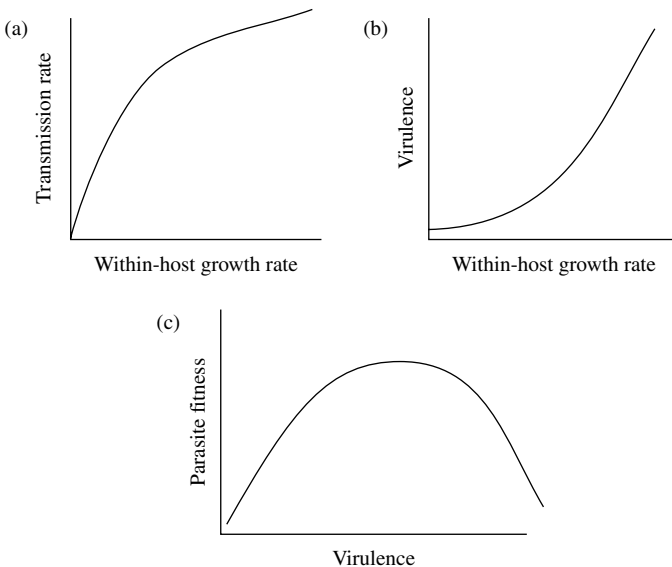 (a)
Transmission rate
Within-host growth rate
(b)
Virulence
Within-host growth rate
(c)
Parasite fitness
Virulence